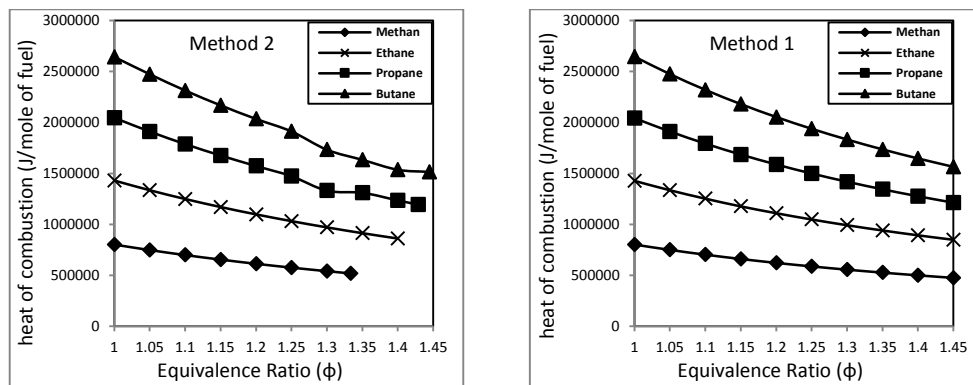 heat of combustion (J/mole of fuel)
3000000
2500000
2000000
1500000
1000000
500000
0
Method 2
Methan
Ethane
Propane
Butane
1 1.05 1.1 1.15 1.2 1.25 1.3 1.35 1.4 1.45
Equivalence Ratio (ϕ)
heat of combustion (J/mole of fuel)
3000000
2500000
2000000
1500000
1000000
500000
0
Method 1
Methan
Ethane
Propane
Butane
1 1.05 1.1 1.15 1.2 1.25 1.3 1.35 1.4 1.45
Equivalence Ratio (ϕ)